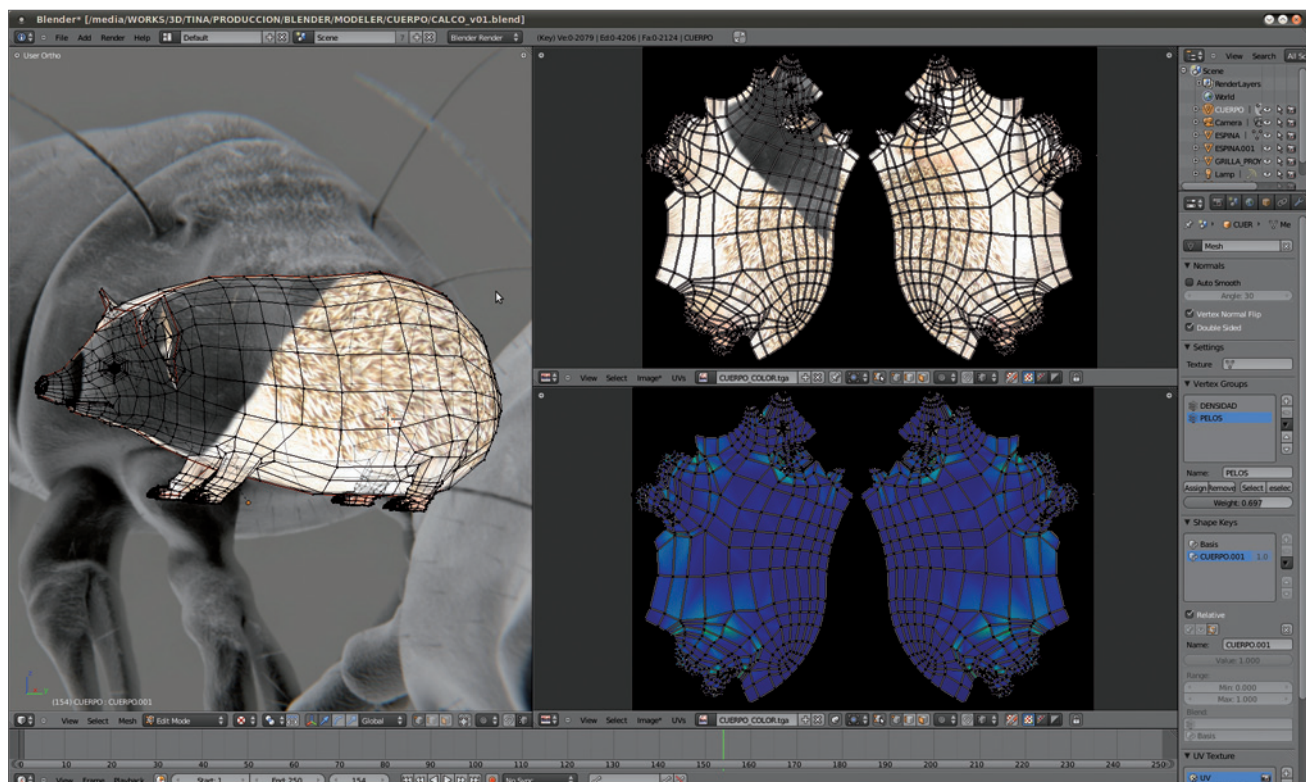 Blender* [/media/WORKS/3D/TINA/PRODUCCION/BLENDER/MODELER/CUERPO/CALCO_v01.blend]
File Add Render Help Default Scene 7 Blender Render (Key) Ve:0-2079 | Ed:0-4206 | Fa:0-2124 | CUERPO
User Ortho
View Search All Sc
Scene
RenderLayers
World
CUERPO
Camera
ESPINA
ESPINA.001
GRILLA_PROY
Lamp
CUER Me
Mesh
Normals
Auto Smooth
Angle: 30
Vertex Normal Flip
Double Sided
Settings
Texture:
View Select Image* UVs CUERPO_COLOR.tga
Vertex Groups
DENSIDAD
PELOS
Name: PELOS
Assign Remove Select eselec
Weight: 0.697
Shape Keys
Basis
CUERPO.001 1.0
Relative
Name: CUERPO.001
Value: 1.000
Range:
Min: 0.000
Max: 1.000
Blend:
Basis
UV Texture
UV
(154) CUERPO : CUERPO.001
View Select Mesh Edit Mode Global
View Select Image* UVs CUERPO_COLOR.tga
0 10 20 30 40 50 60 70 80 90 100 110 120 130 140 150 160 170 180 190 200 210 220 230 240 250
View Frame Playback Start: 1 End: 250 154 No Sync